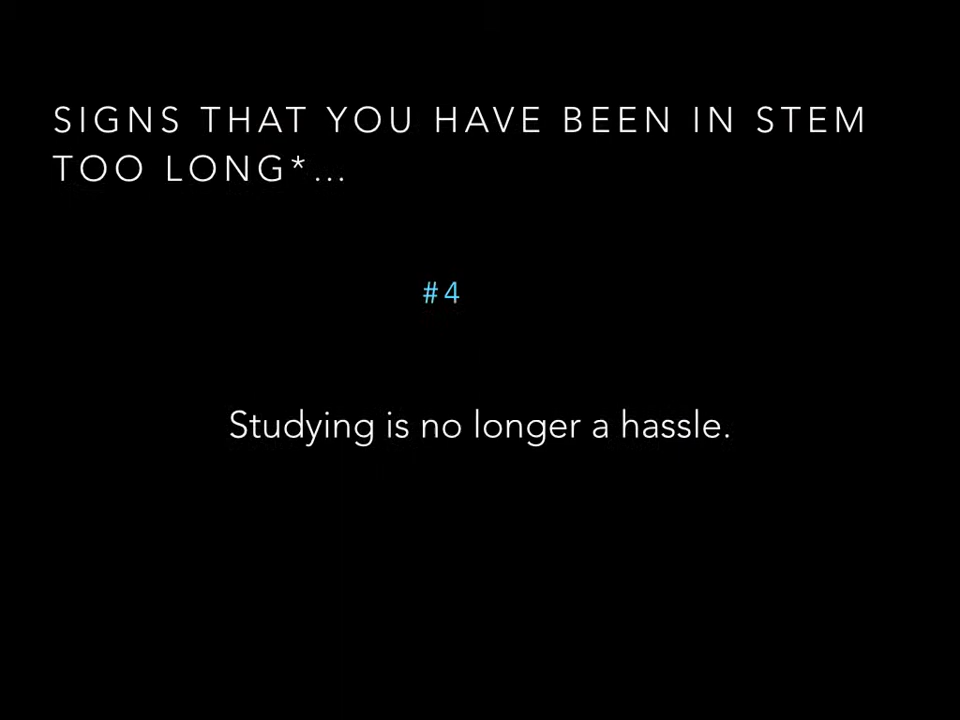 SIGNS THAT YOU HAVE BEEN IN STEM
TOO LONG*...
#4
Studying is no longer a hassle.